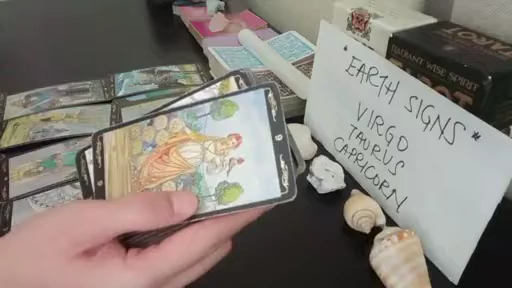 *EARTH SIGNS*
VIRGO
TAURUS
CAPRICORN
RADIANT WISE SPIRIT
TAROT